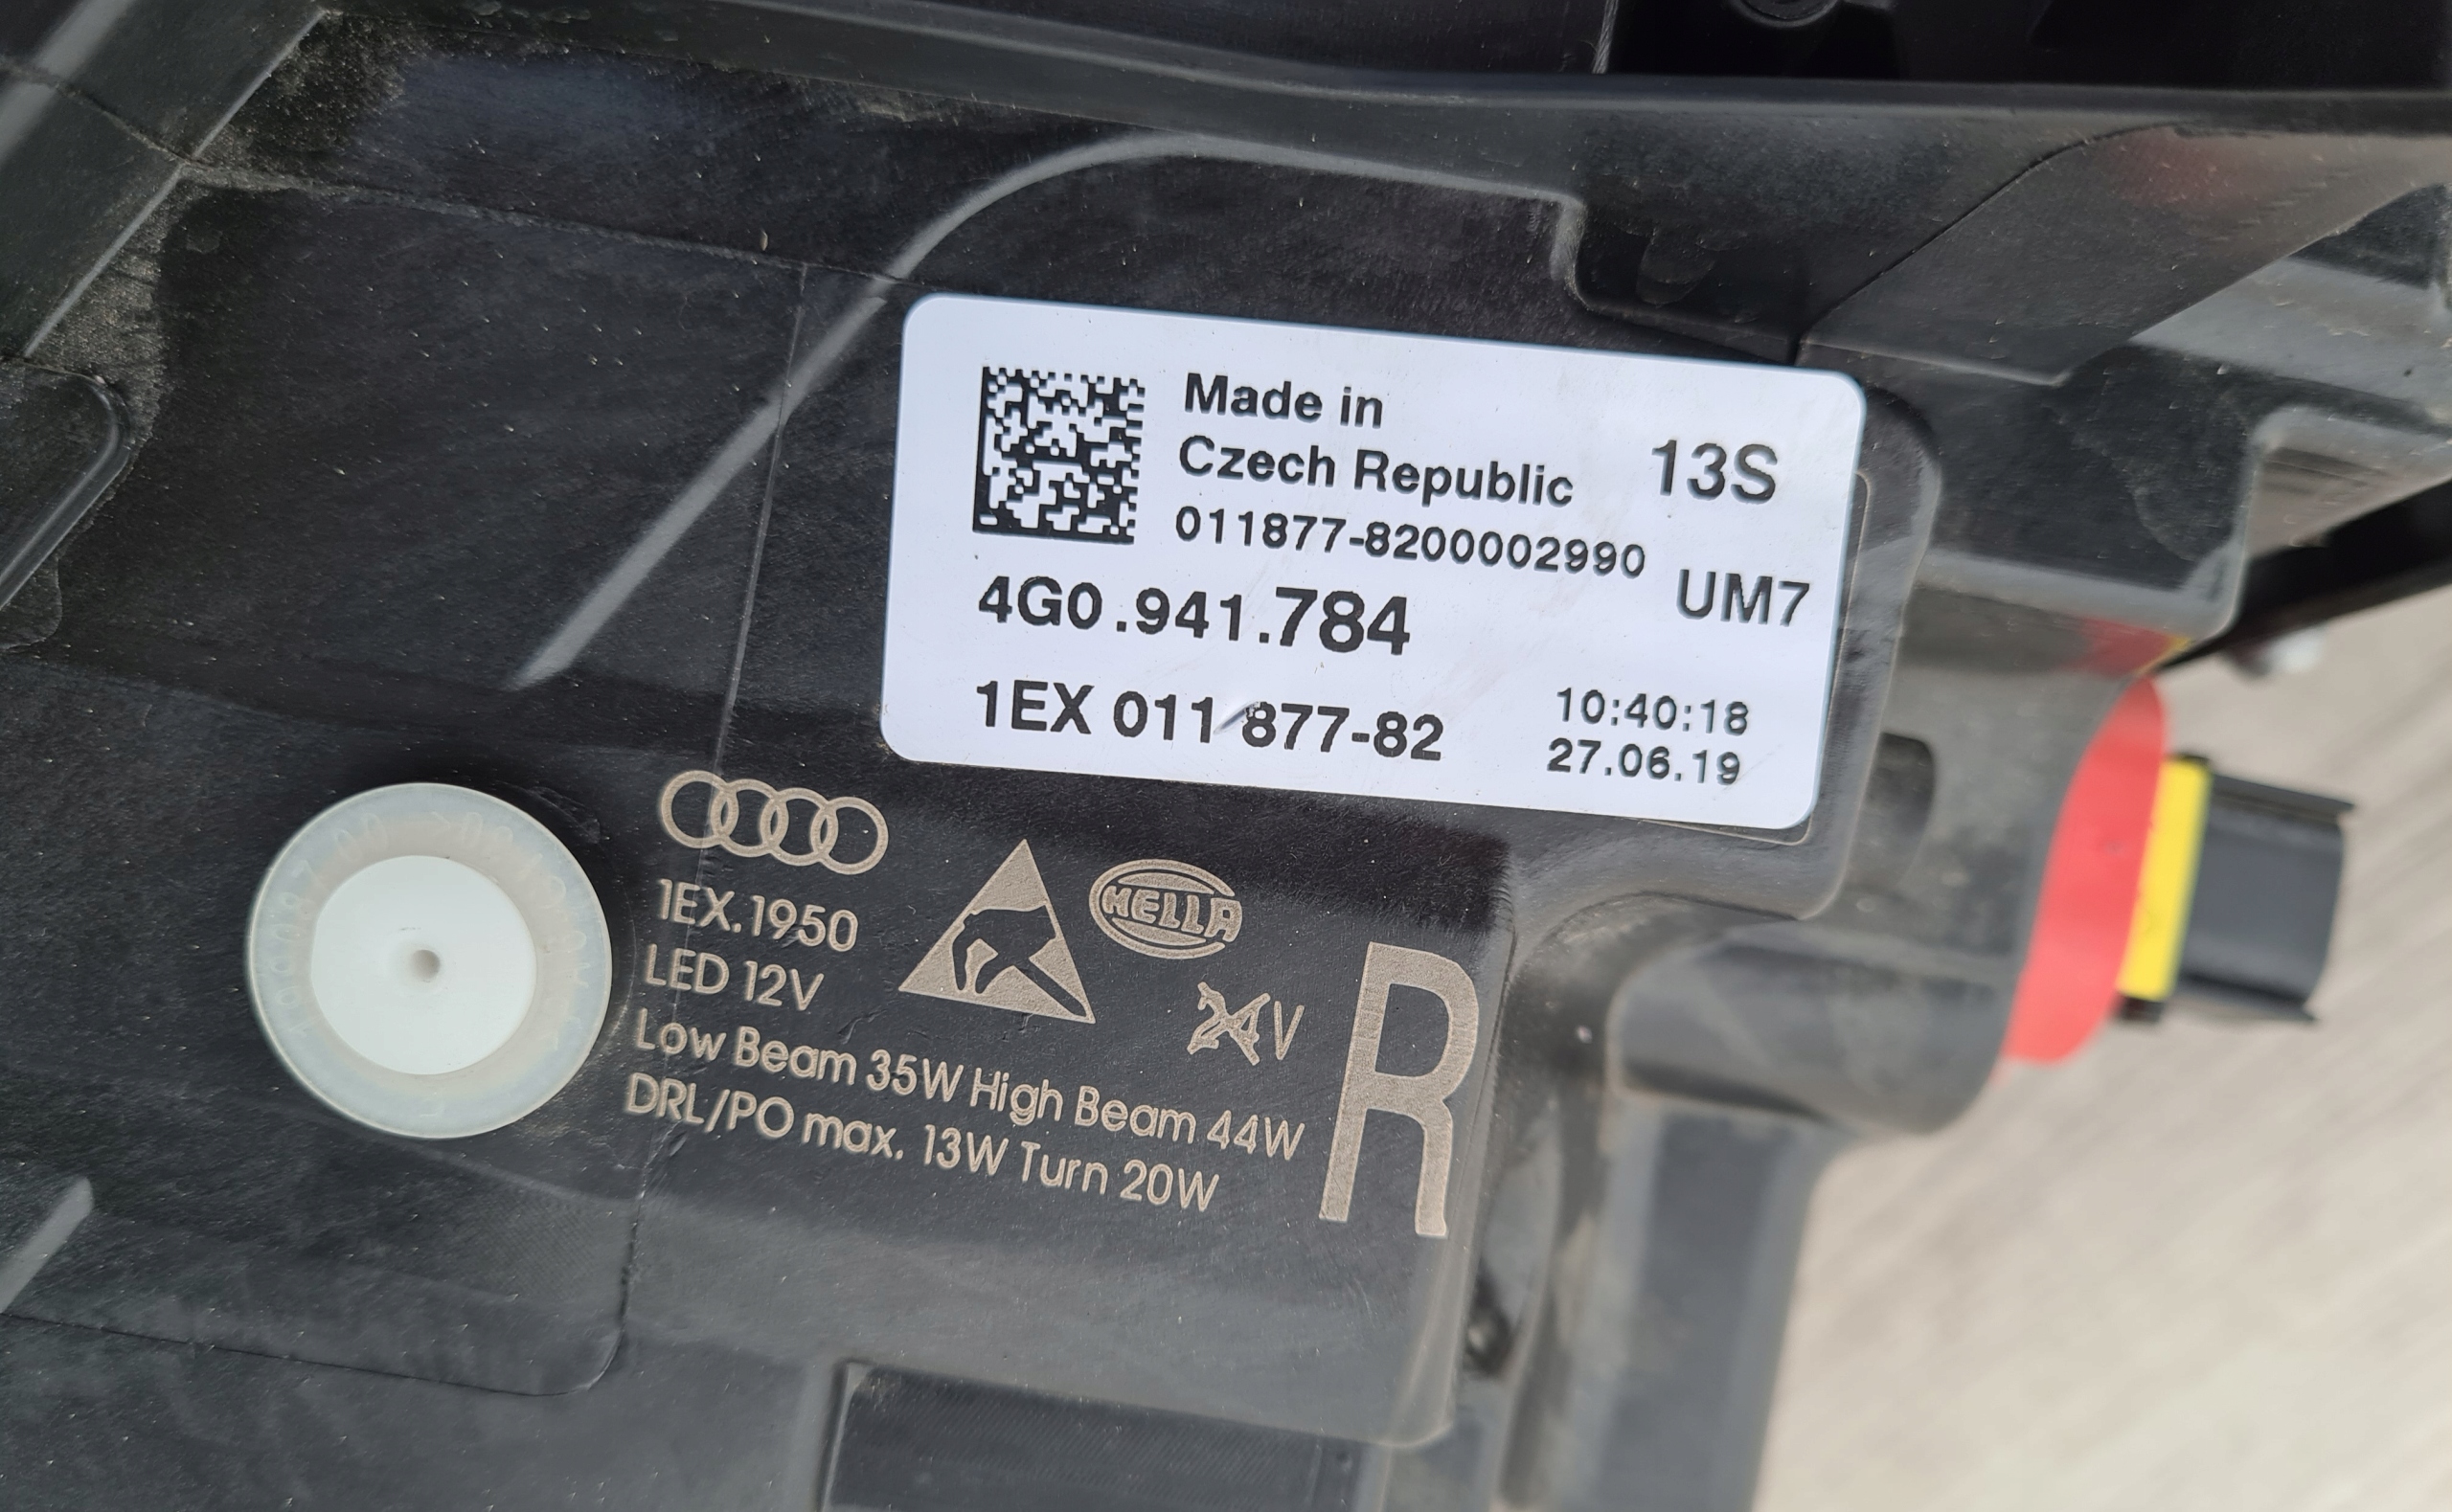 Made in
Czech Republic
13S
011877-8200002990
UM7
4G0.941.784
1EX 011 877-82
10:40:18
27.06.19
1EX.1950
HELLA
LED 12V
24V
R
Low Beam 35W High Beam 44W
DRL/PO max. 13W Turn 20W